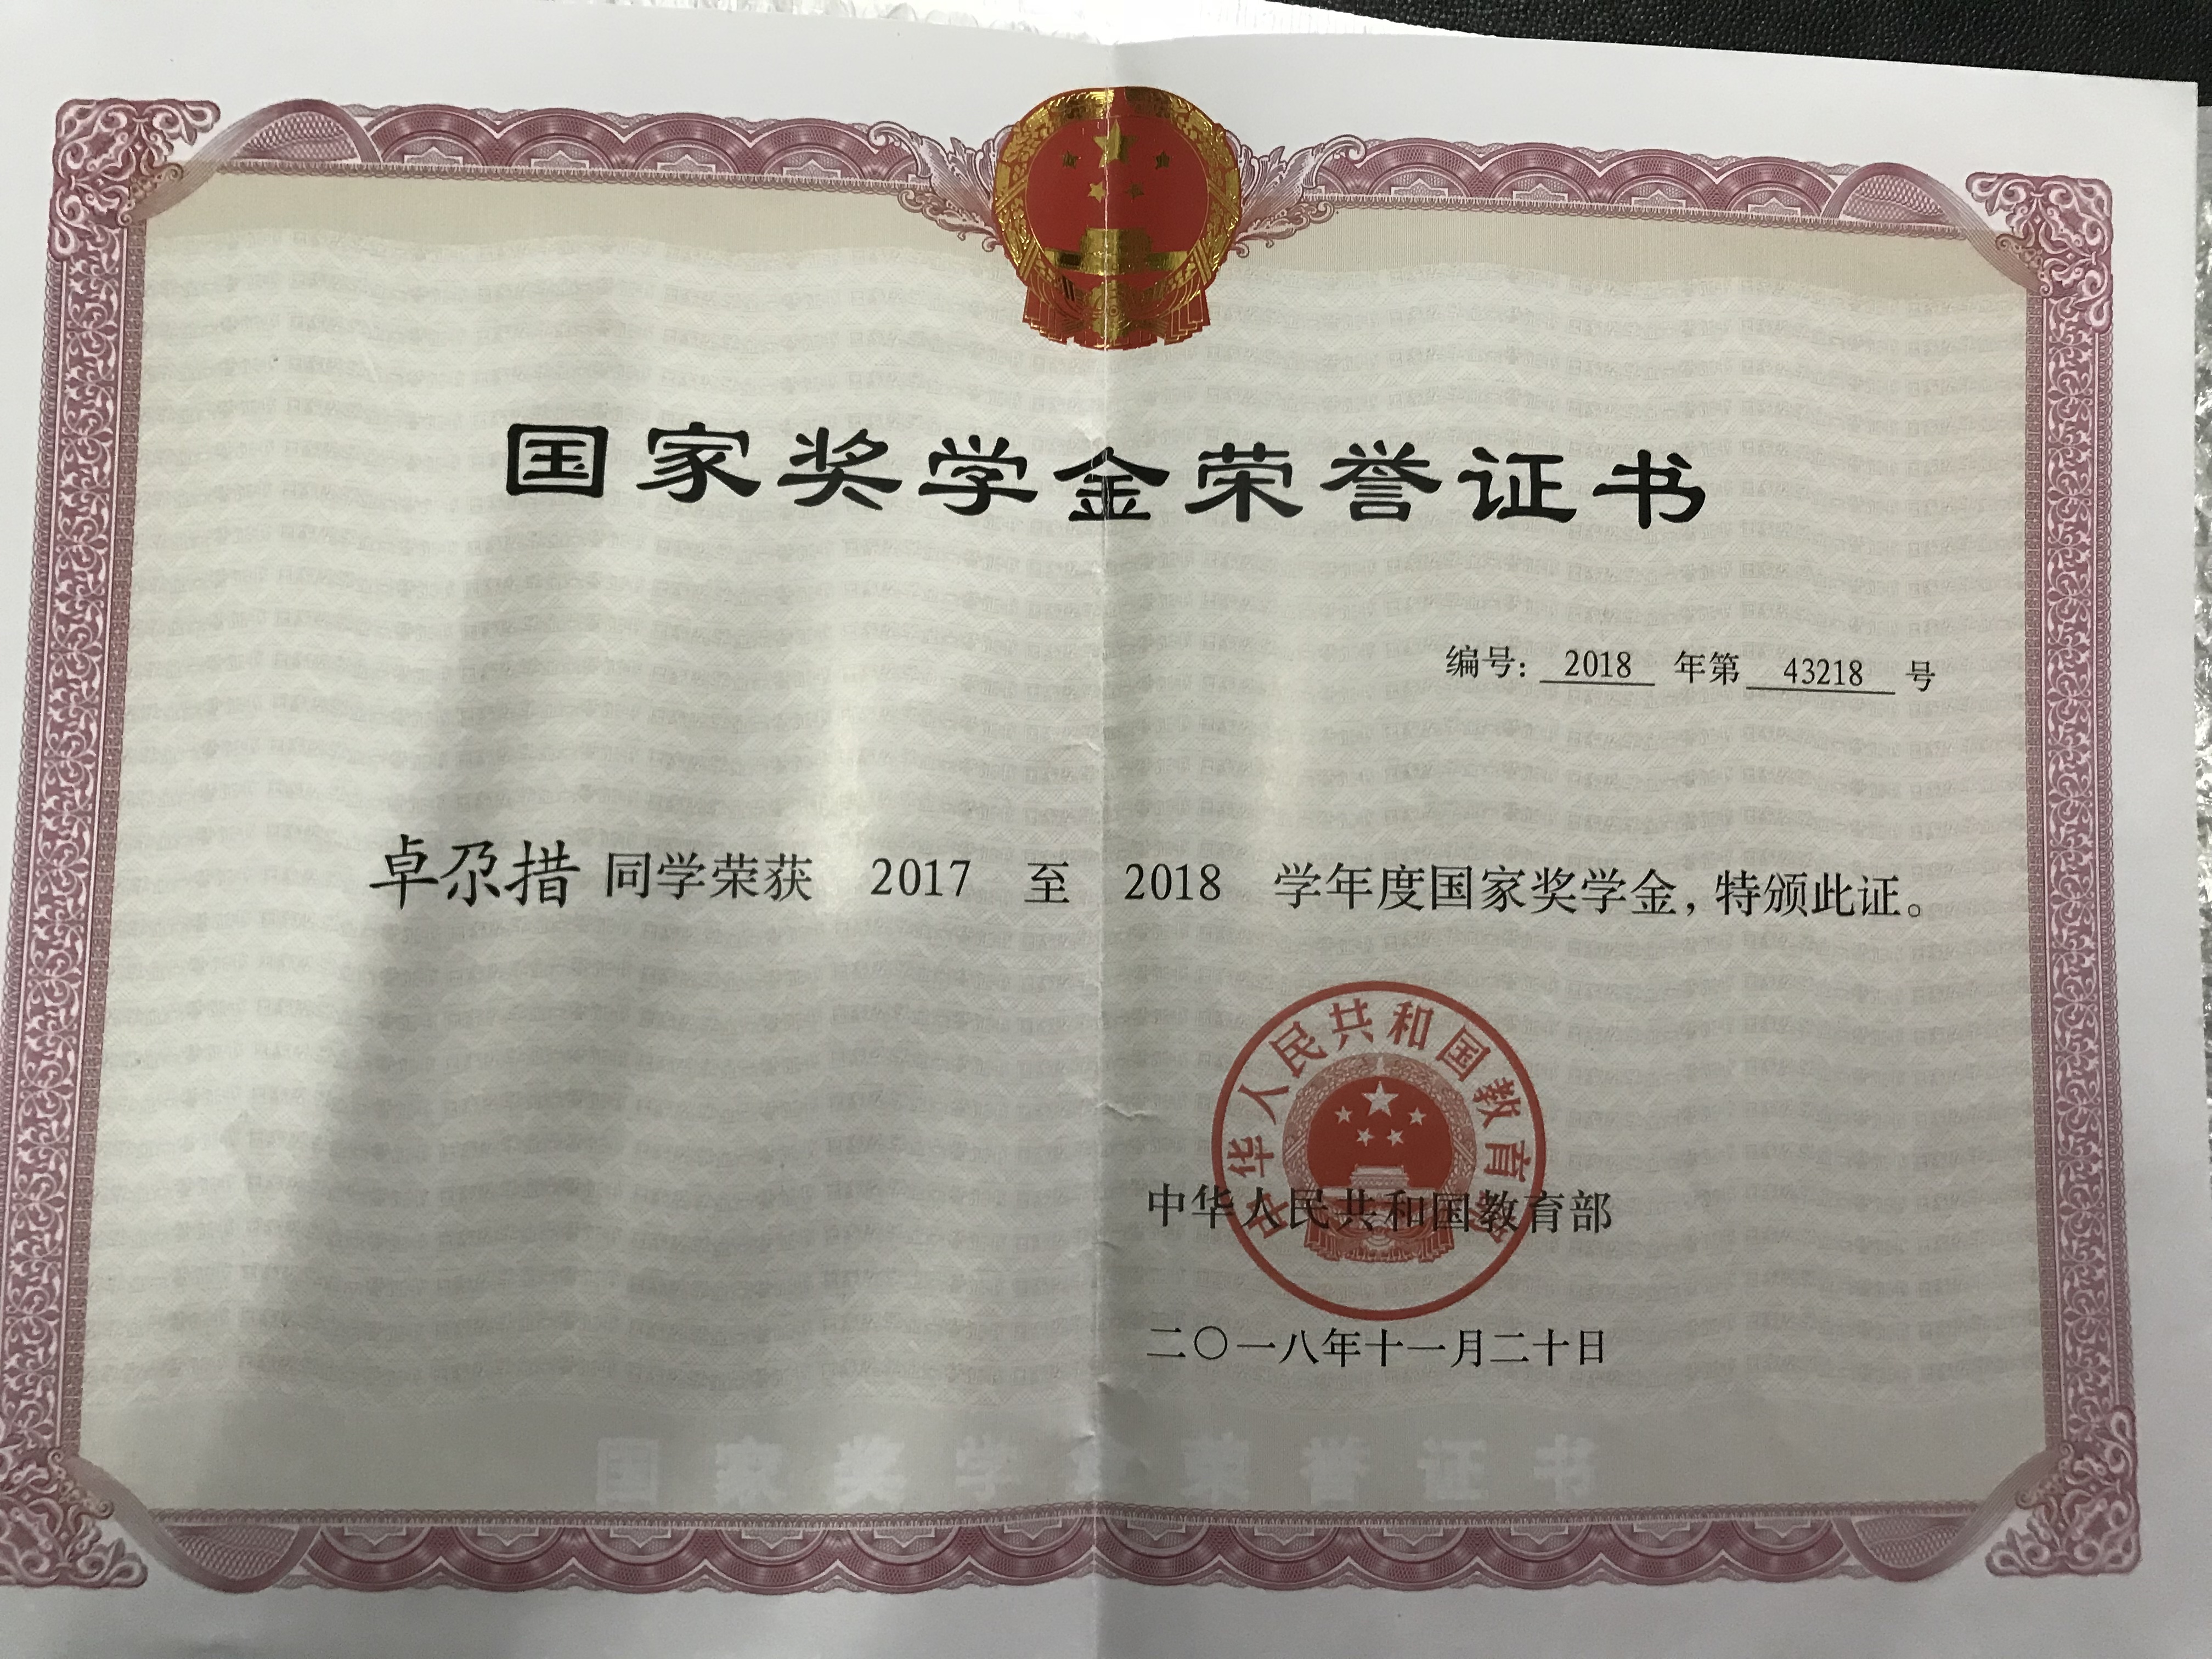 国家奖学金荣誉证书
编号: 2018 年第 43218 号
卓尕措 同学荣获 2017 至 2018 学年度国家奖学金,特颁此证。
中华人民共和国教育部
中华人民共和国教育部
二〇一八年十一月二十日
国家奖学金荣誉证书